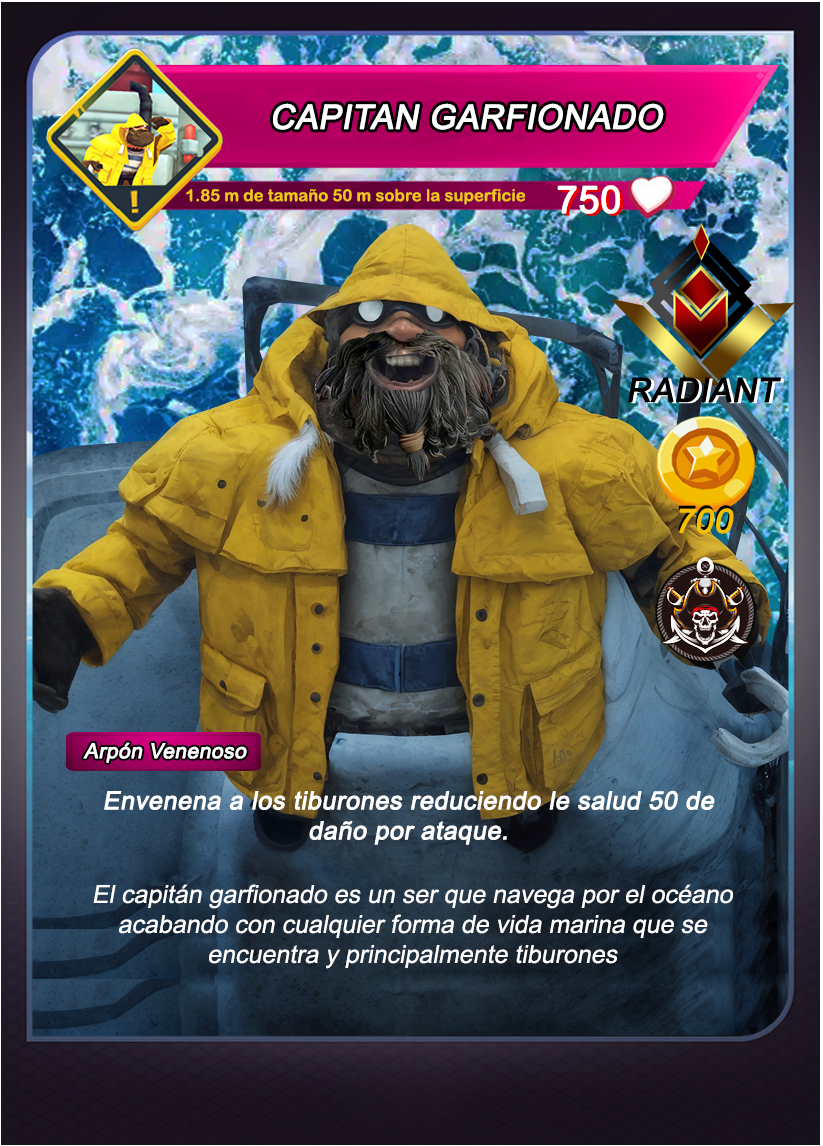 CAPITAN GARFIONADO
!
1.85 m de tamaño 50 m sobre la superficie
750
RADIANT
700
Arpón Venenoso
Envenena a los tiburones reduciendo le salud 50 de
daño por ataque.
El capitán garfionado es un ser que navega por el océano
acabando con cualquier forma de vida marina que se
encuentra y principalmente tiburones